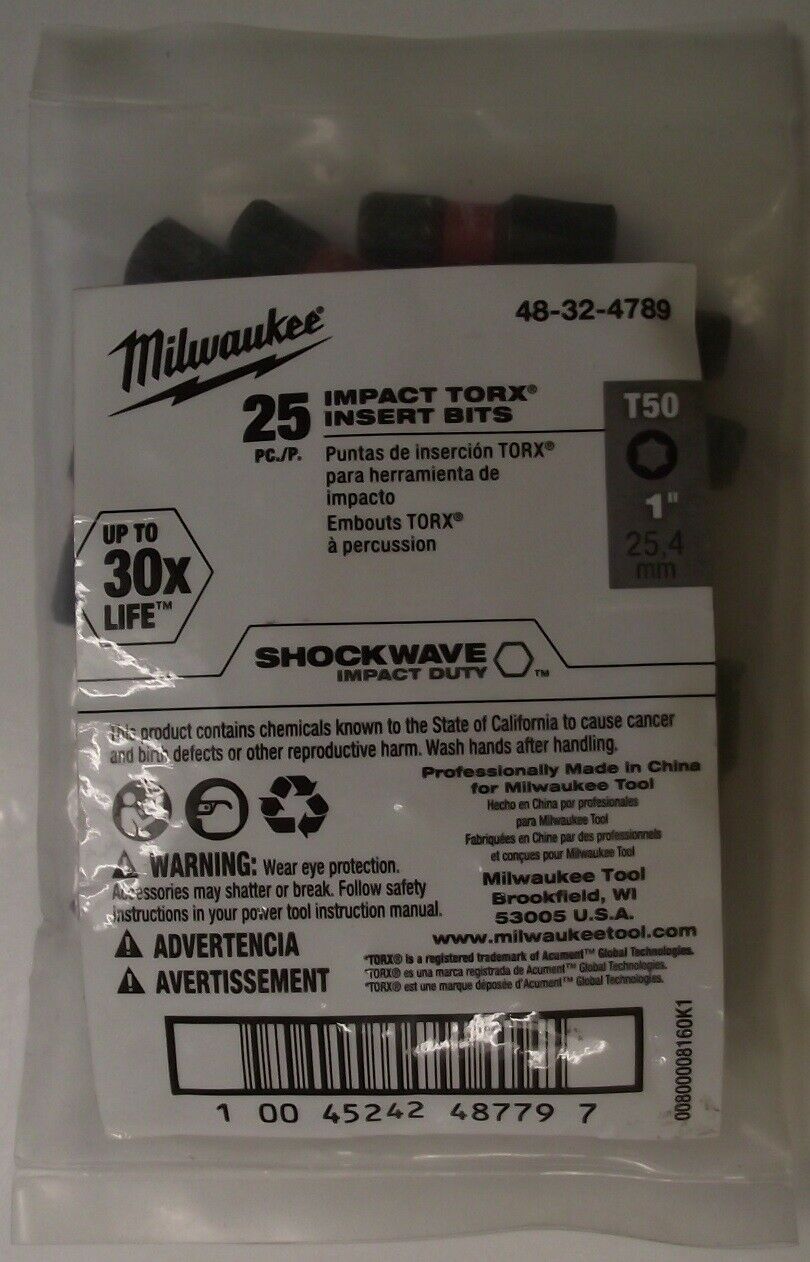 Milwaukee®
48-32-4789
25 PC./P.
IMPACT TORX®
INSERT BITS
Puntas de inserción TORX®
para herramienta de
impacto
Embouts TORX®
à percussion
T50
1"
25,4
mm
UP TO
30x
LIFE™
SHOCKWAVE ™
IMPACT DUTY
This product contains chemicals known to the State of California to cause cancer
and birth defects or other reproductive harm. Wash hands after handling.
Professionally Made in China
for Milwaukee Tool
Hecho en China por profesionales
para Milwaukee Tool
Fabriquées en Chine par des professionnels
et conçues pour Milwaukee Tool
Milwaukee Tool
Brookfield, WI
53005 U.S.A.
www.milwaukeetool.com
WARNING: Wear eye protection.
Accessories may shatter or break. Follow safety
instructions in your power tool instruction manual.
ADVERTENCIA
AVERTISSEMENT
*TORX® is a registered trademark of Acument™ Global Technologies.
*TORX® es una marca registrada de Acument™ Global Technologies.
*TORX® est une marque déposée d'Acument™ Global Technologies.
1 00 45242 48779 7
00800008160K1